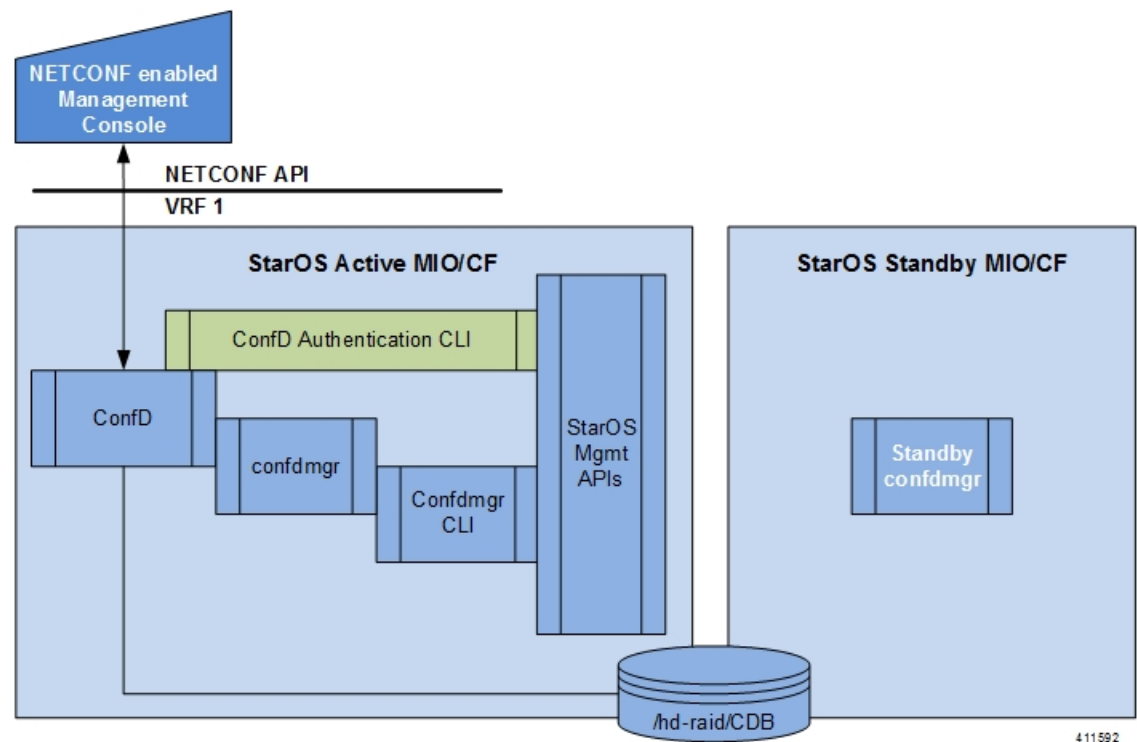 NETCONF enabled
Management
Console
NETCONF API
VRF 1
StarOS Active MIO/CF
StarOS Standby MIO/CF
ConfD Authentication CLI
ConfD
confdmgr
Confdmgr
CLI
StarOS
Mgmt
APIs
Standby
confdmgr
/hd-raid/CDB
411592